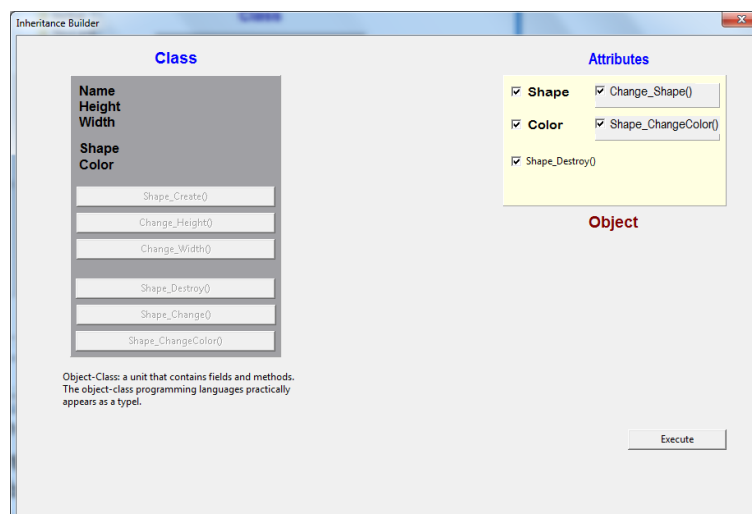 Inheritance Builder
Class
Class
Attributes
Name
Height
Width
Shape
Color
Shape_Create()
Change_Height()
Change_Width()
Shape_Destroy()
Shape_Change()
Shape_ChangeColor()
Object-Class: a unit that contains fields and methods.
The object-class programming languages practically
appears as a typel.
Shape Change_Shape()
Color Shape_ChangeColor()
Shape_Destroy()
Object
Execute